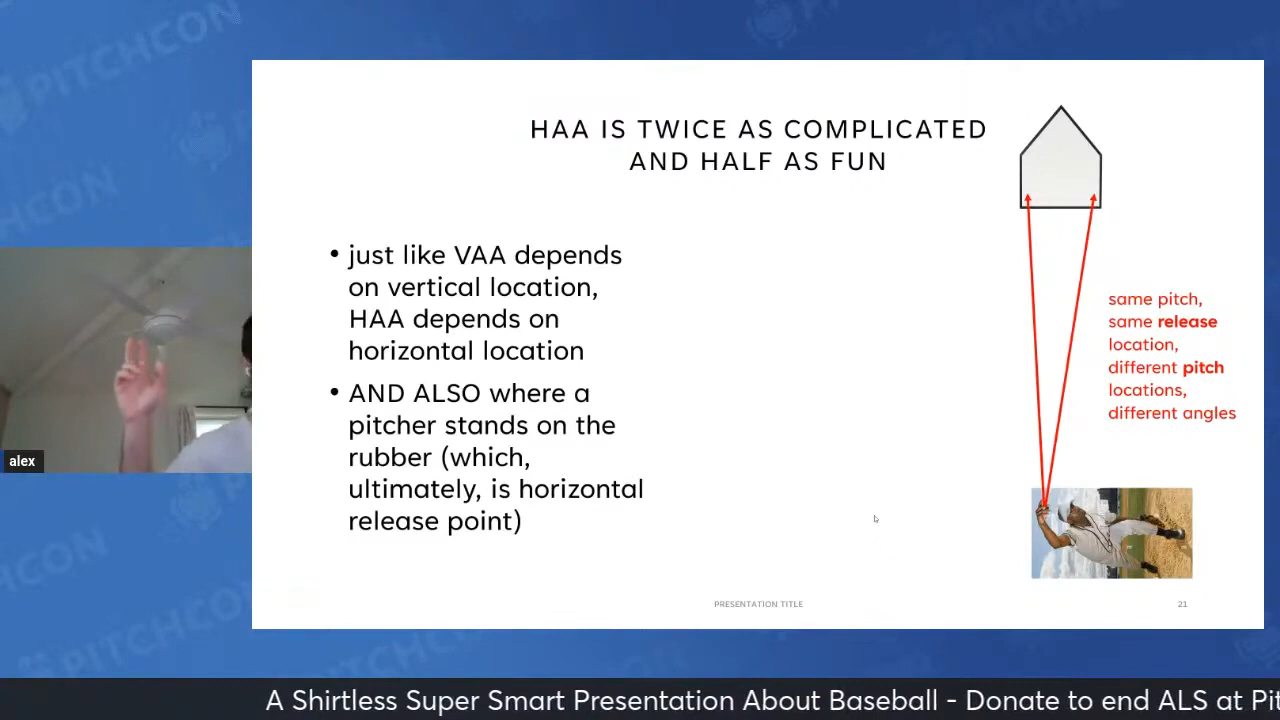 PITCHCON
HAA IS TWICE AS COMPLICATED
AND HALF AS FUN
• just like VAA depends
on vertical location,
HAA depends on
horizontal location
• AND ALSO where a
pitcher stands on the
rubber (which,
ultimately, is horizontal
release point)
same pitch,
same release
location,
different pitch
locations,
different angles
alex
PRESENTATION TITLE
21
A Shirtless Super Smart Presentation About Baseball - Donate to end ALS at Pit